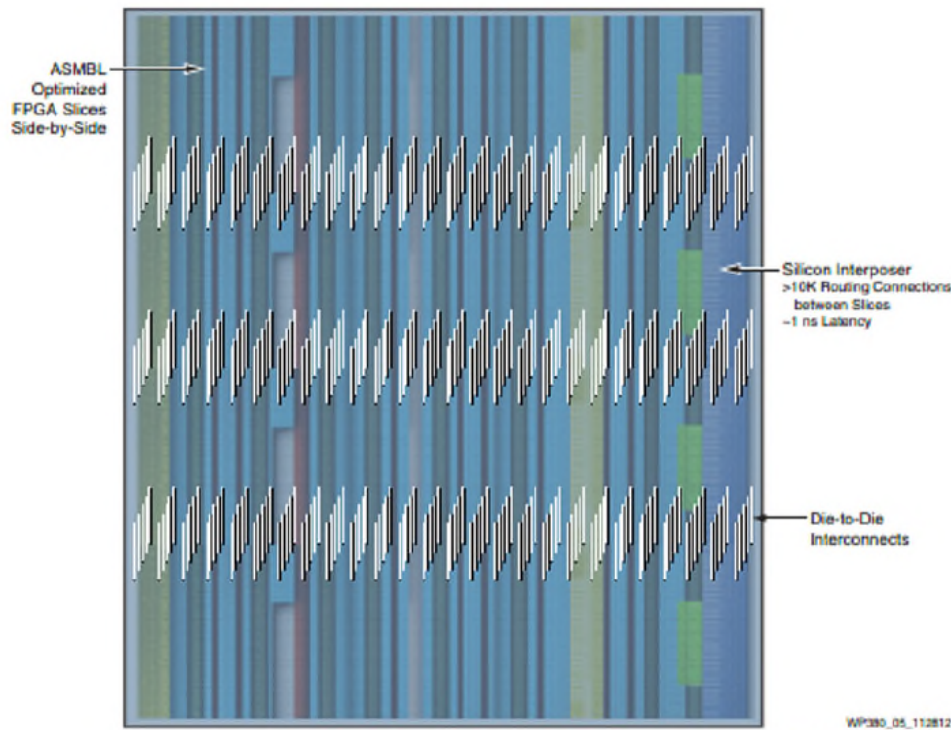 ASMBL
Optimized
FPGA Slices
Side-by-Side
Silicon Interposer
>10K Routing Connections
between Slices
~1 ns Latency
Die-to-Die
Interconnects
WP380_05_112812